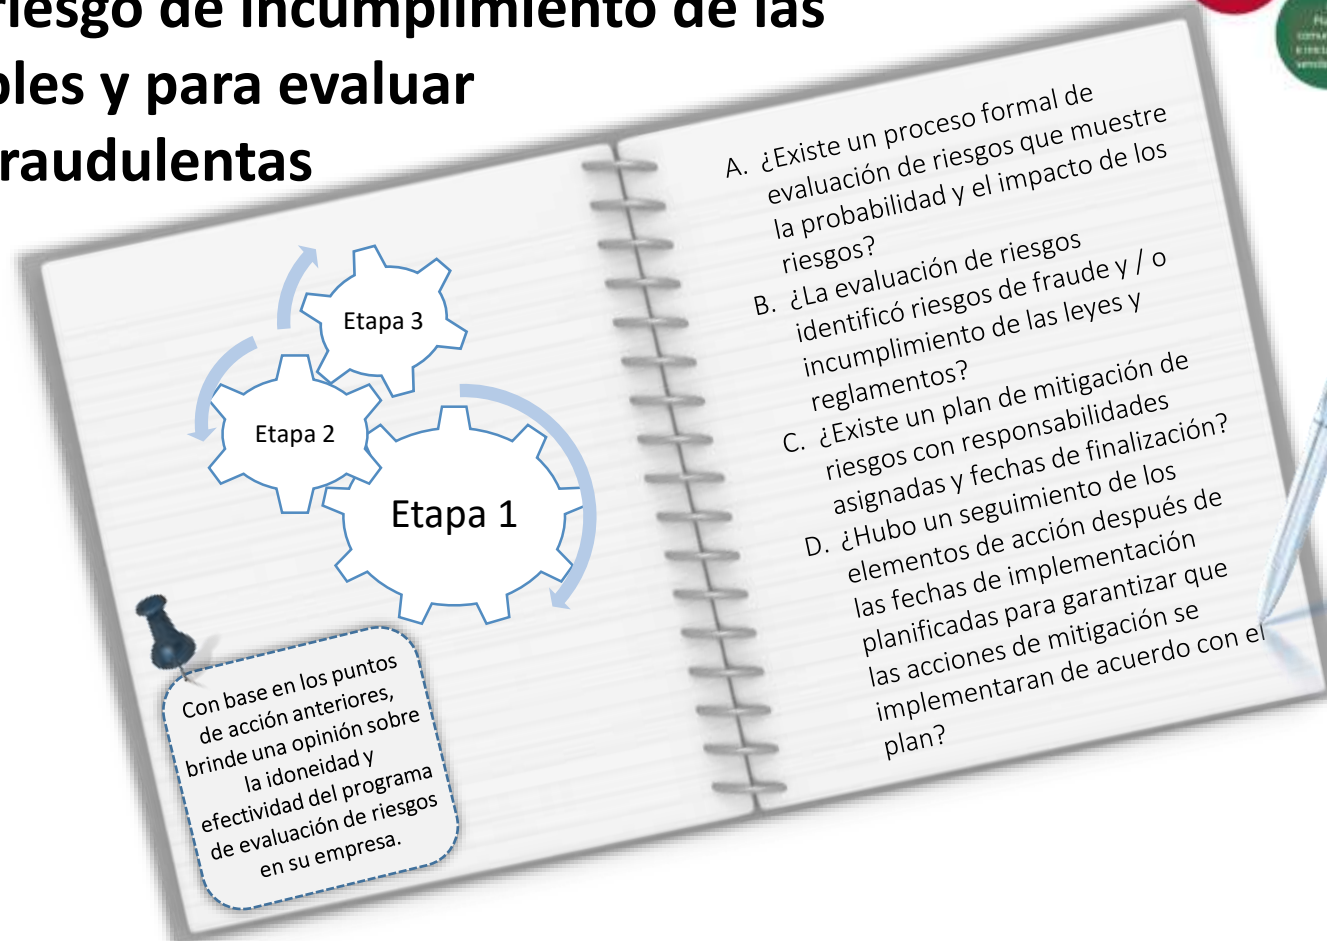 riesgo de incumplimiento de las
bles y para evaluar
fraudulentas
Etapa 3
Etapa 2
Etapa 1
Con base en los puntos
de acción anteriores,
brinde una opinión sobre
la idoneidad y
efectividad del programa
de evaluación de riesgos
en su empresa.
A. ¿Existe un proceso formal de
evaluación de riesgos que muestre
la probabilidad y el impacto de los
riesgos?
B. ¿La evaluación de riesgos
identificó riesgos de fraude y / o
incumplimiento de las leyes y
reglamentos?
C. ¿Existe un plan de mitigación de
riesgos con responsabilidades
asignadas y fechas de finalización?
D. ¿Hubo un seguimiento de los
elementos de acción después de
las fechas de implementación
planificadas para garantizar que
las acciones de mitigación se
implementaran de acuerdo con el
plan?